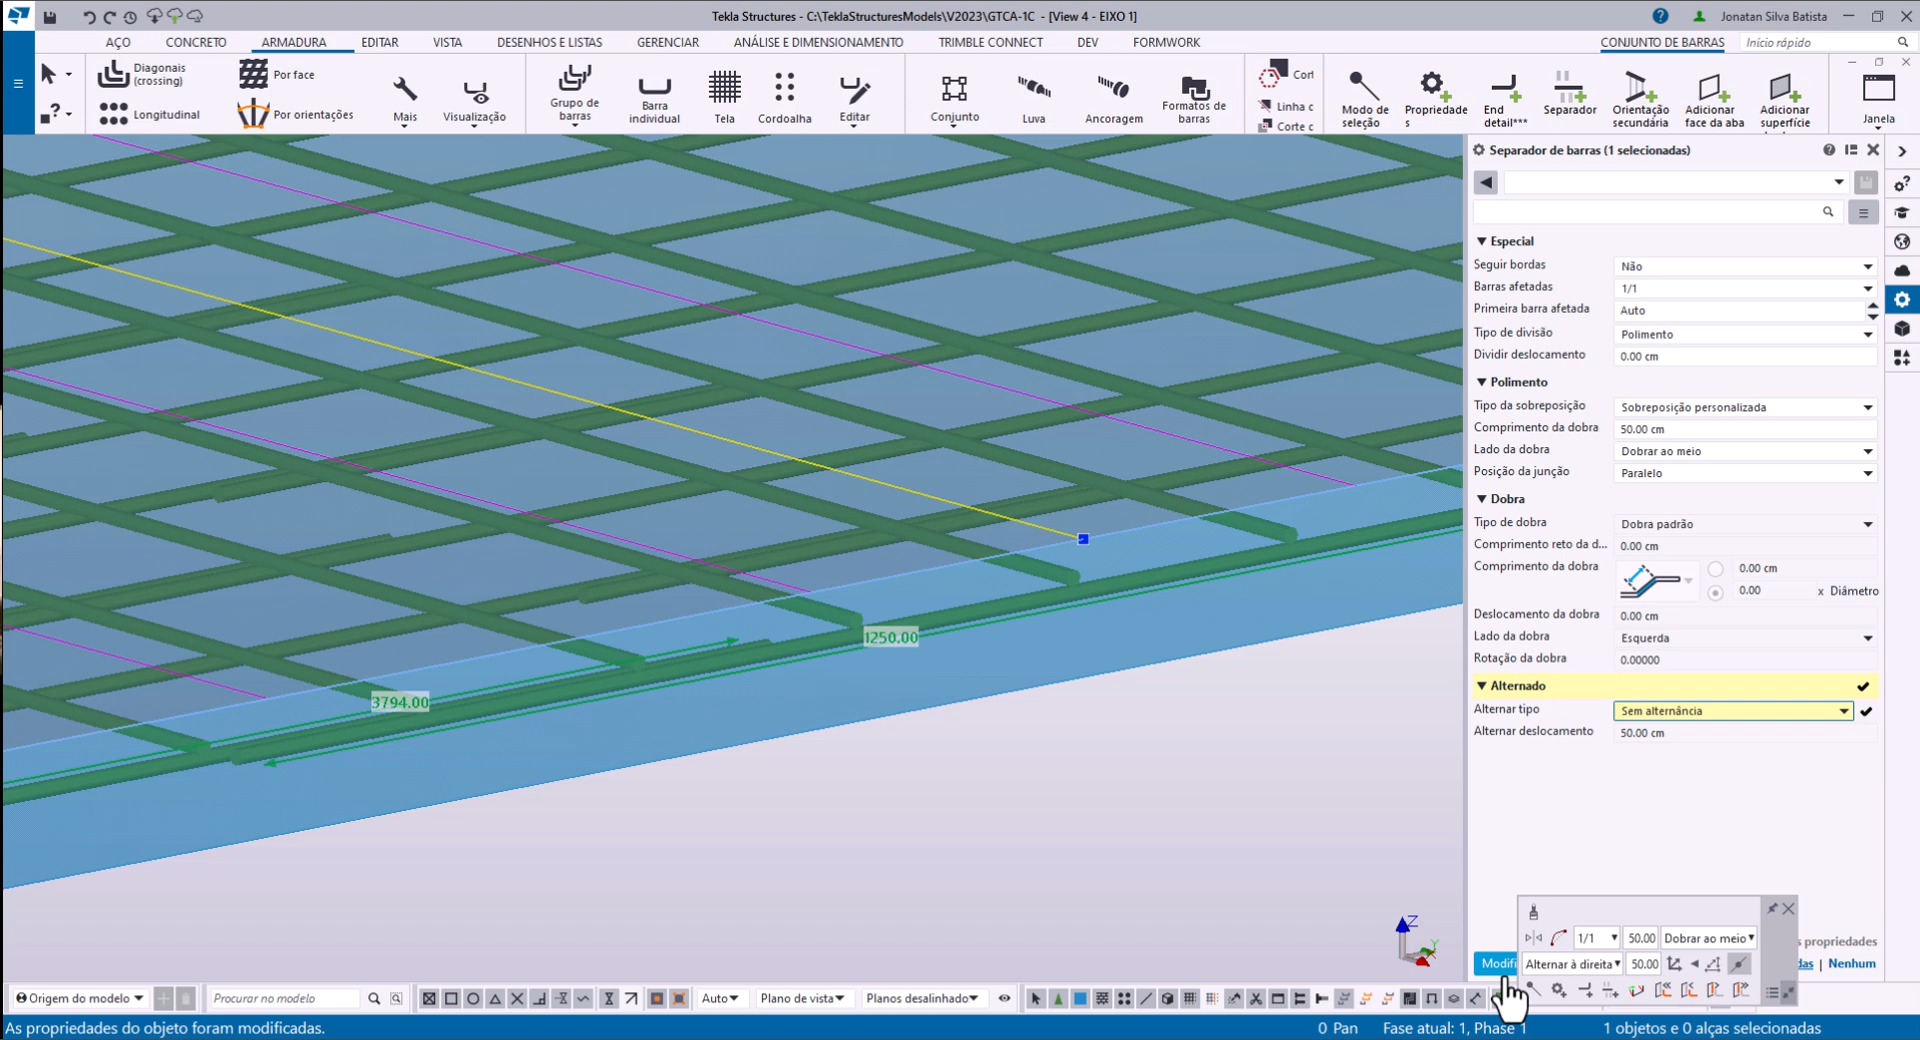 Tekla Structures - C:\TeklaStructuresModels\V2023\GTCA-1C - [View 4 - EIXO 1]
Jonatan Silva Batista
AÇO CONCRETO ARMADURA EDITAR VISTA DESENHOS E LISTAS GERENCIAR ANÁLISE E DIMENSIONAMENTO TRIMBLE CONNECT DEV FORMWORK CONJUNTO DE BARRAS Início rápido
Diagonais
(crossing)
Longitudinal
Por face
Por orientações
Mais
Visualização
Grupo de
barras
Barra
individual
Tela
Cordoalha
Editar
Conjunto
Luva
Ancoragem
Formatos de
barras
Cort
Linha c
Corte c
Modo de
seleção
Propriedade
s
End
detail***
Separador
Orientação
secundária
Adicionar
face da aba
Adicionar
superfície
Janela
Separador de barras (1 selecionadas)
Especial
Seguir bordas Não
Barras afetadas 1/1
Primeira barra afetada Auto
Tipo de divisão Polimento
Dividir deslocamento 0.00 cm
Polimento
Tipo da sobreposição Sobreposição personalizada
Comprimento da dobra 50.00 cm
Lado da dobra Dobrar ao meio
Posição da junção Paralelo
Dobra
Tipo de dobra Dobra padrão
Comprimento reto da d... 0.00 cm
Comprimento da dobra 0.00 cm
0.00 x Diâmetro
Deslocamento da dobra 0.00 cm
Lado da dobra Esquerda
Rotação da dobra 0.00000
Alternado
Alternar tipo Sem alternância
Alternar deslocamento 50.00 cm
1250.00
3794.00
Z
Y
1/1 50.00 Dobrar ao meio
s propriedades
Modifi
Alternar à direita 50.00
das | Nenhum
Origem do modelo Procurar no modelo Auto Plano de vista Planos desalinhado
As propriedades do objeto foram modificadas. 0 Pan Fase atual: 1, Phase 1 1 objetos e 0 alças selecionadas